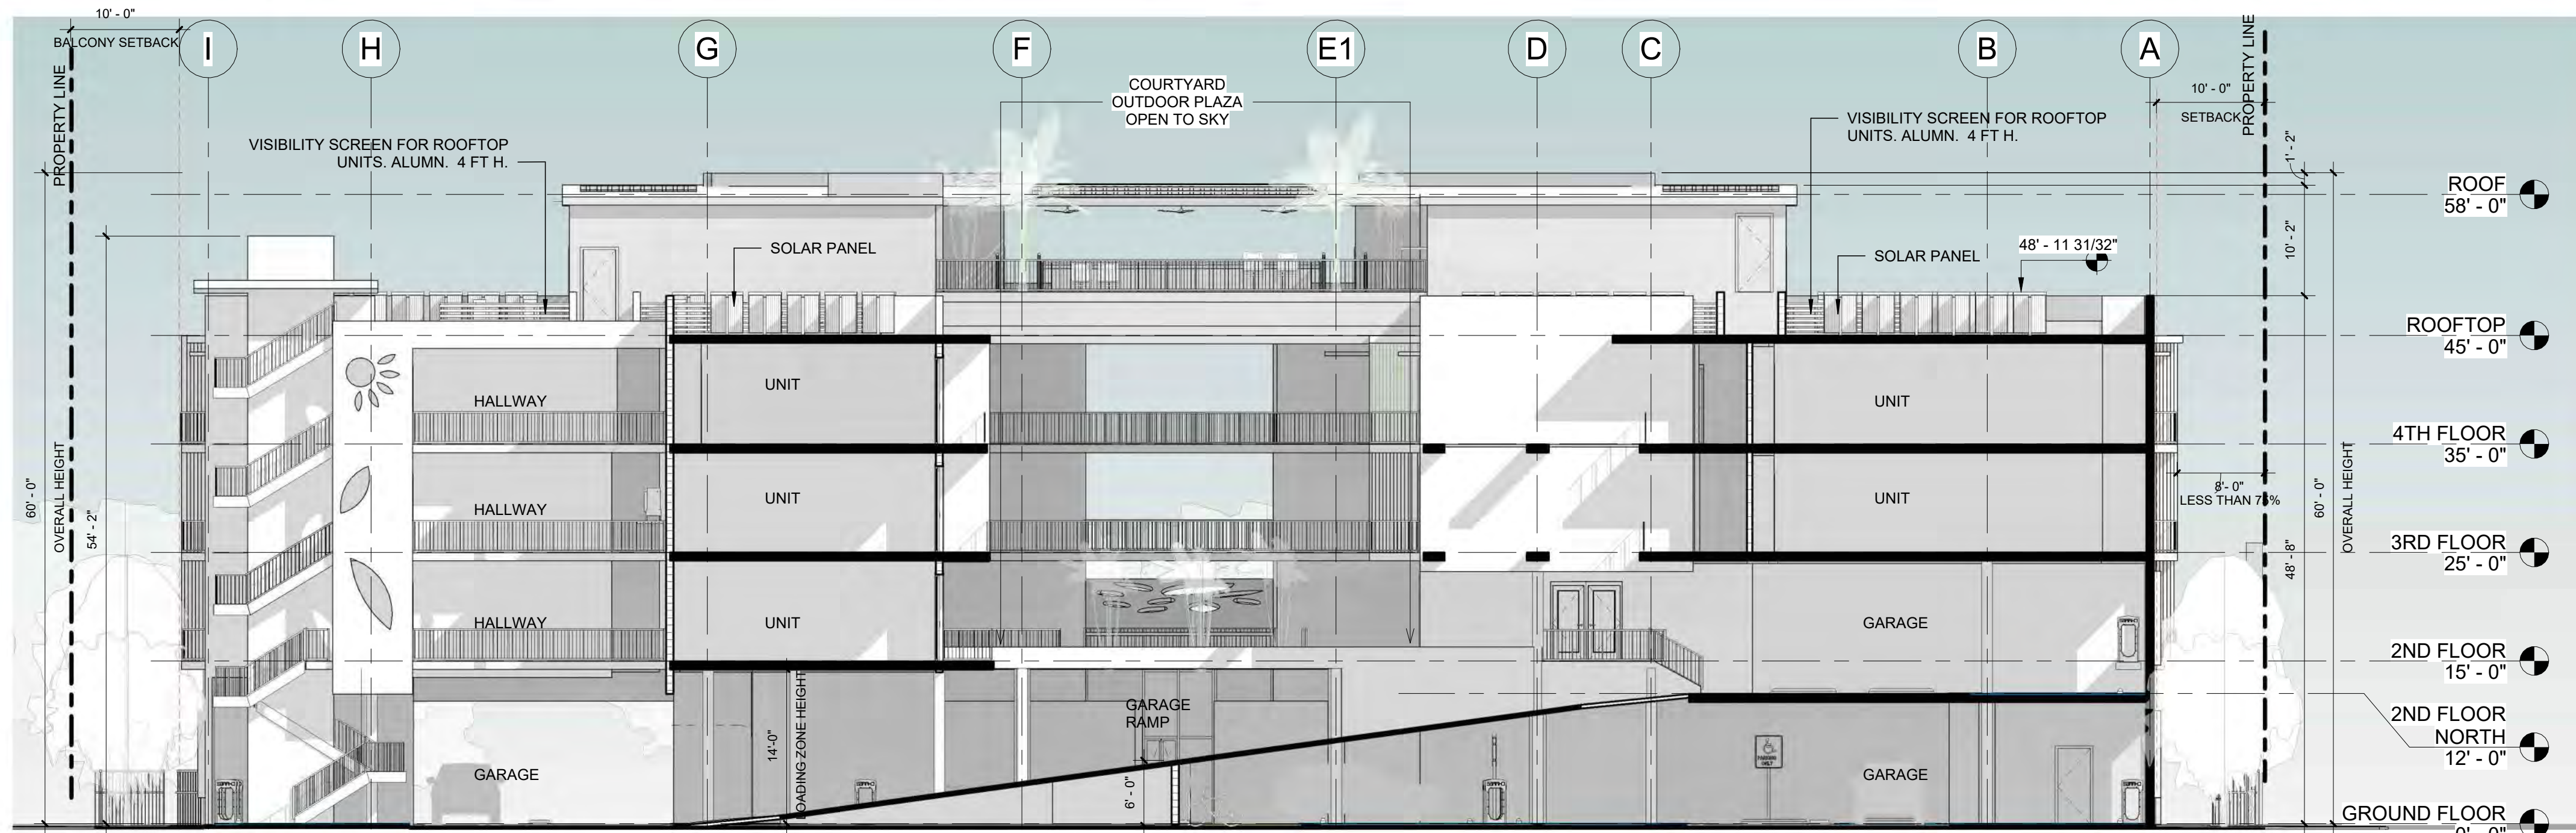 10' - 0"
BALCONY SETBACK
I
H
G
F
E1
D
C
B
A
PROPERTY LINE
PROPERTY LINE
10' - 0"
SETBACK
COURTYARD
OUTDOOR PLAZA
OPEN TO SKY
VISIBILITY SCREEN FOR ROOFTOP
UNITS. ALUMN. 4 FT H.
VISIBILITY SCREEN FOR ROOFTOP
UNITS. ALUMN. 4 FT H.
1' - 2"
ROOF
58' - 0"
SOLAR PANEL
SOLAR PANEL
48' - 11 31/32"
10' - 2"
ROOFTOP
45' - 0"
UNIT
HALLWAY
UNIT
4TH FLOOR
35' - 0"
OVERALL HEIGHT
60' - 0"
54' - 2"
HALLWAY
UNIT
UNIT
8'- 0"
LESS THAN 75%
60' - 0"
OVERALL HEIGHT
48' - 8"
3RD FLOOR
25' - 0"
HALLWAY
UNIT
GARAGE
2ND FLOOR
15' - 0"
14'-0"
LOADING ZONE HEIGHT
GARAGE
RAMP
6' - 0"
2ND FLOOR
NORTH
12' - 0"
GARAGE
GARAGE
PARKING
ONLY
GROUND FLOOR
0' - 0"